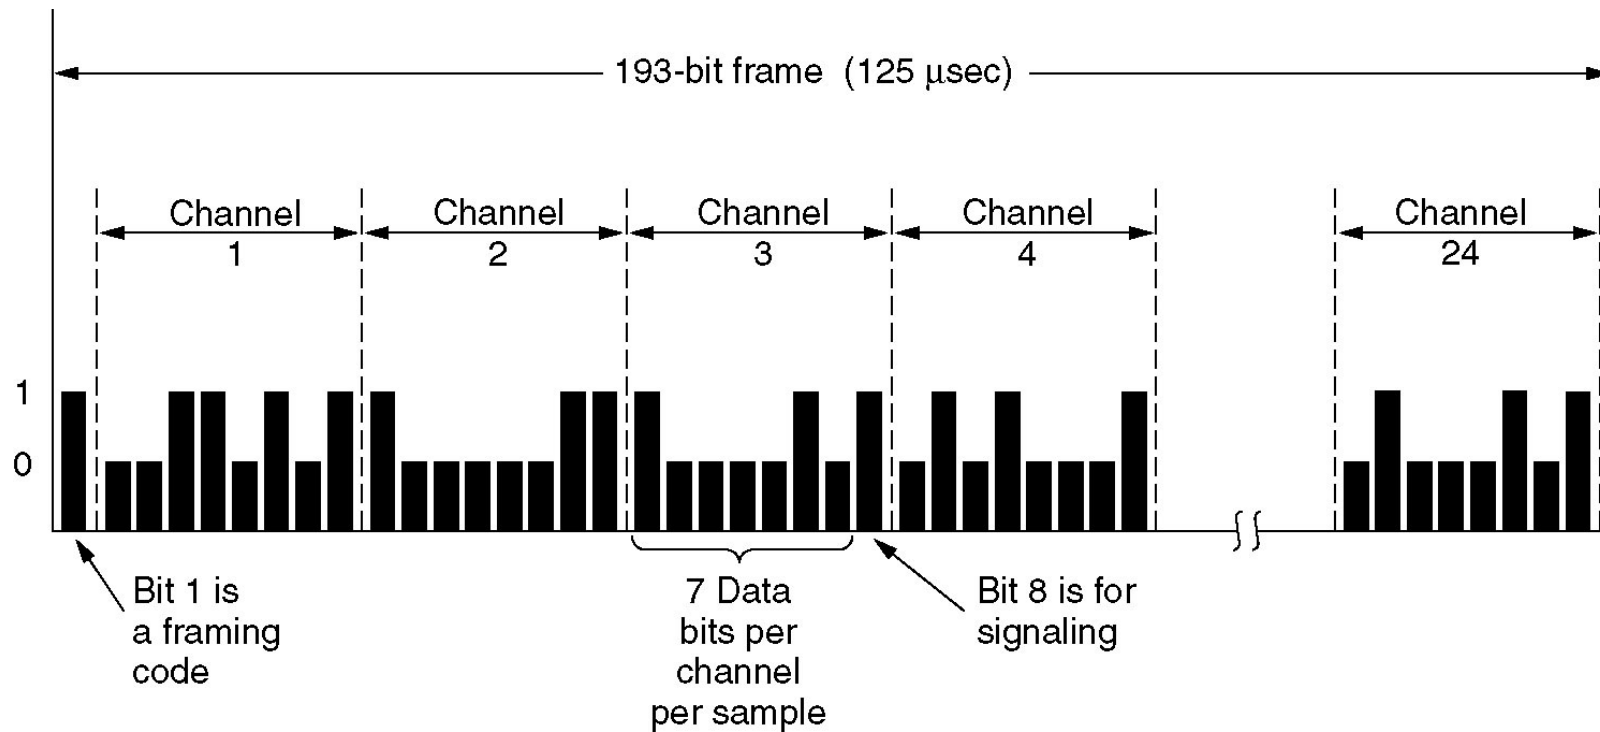 193-bit frame (125 μsec)
Channel
1
Channel
2
Channel
3
Channel
4
Channel
24
1
0
Bit 1 is
a framing
code
7 Data
bits per
channel
per sample
Bit 8 is for
signaling